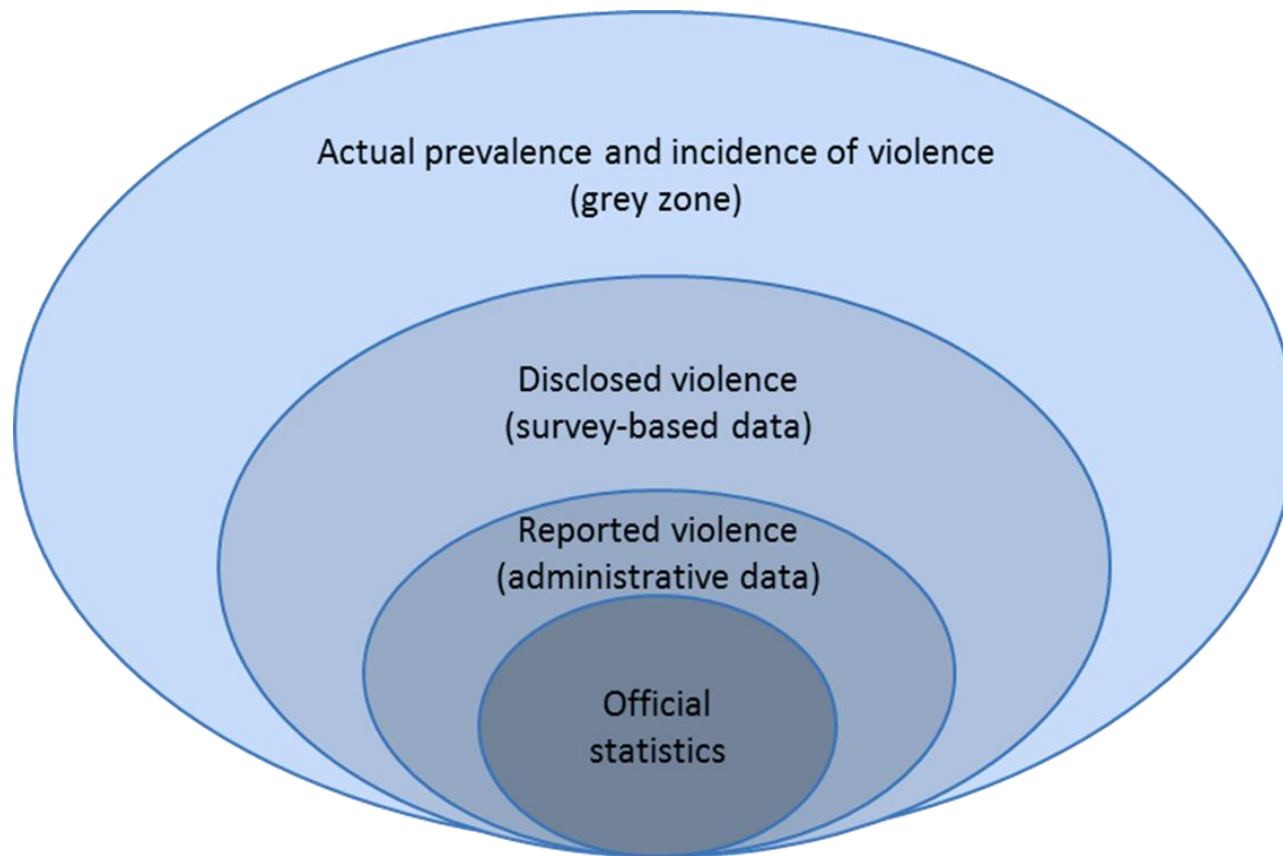 Actual prevalence and incidence of violence
(grey zone)
Disclosed violence
(survey-based data)
Reported violence
(administrative data)
Official
statistics